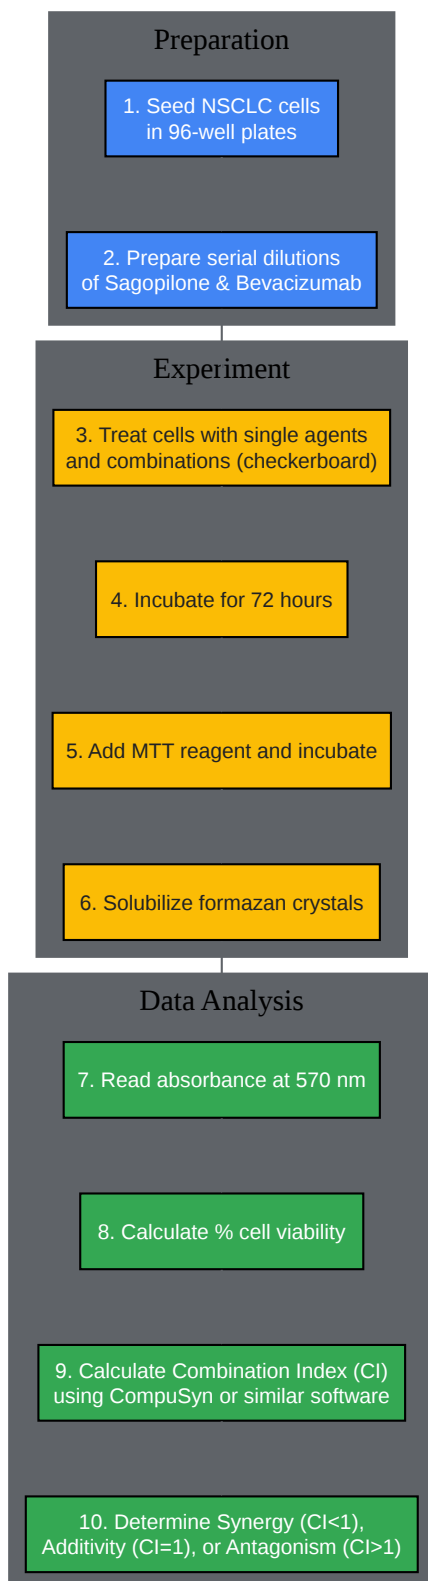 Preparation
1. Seed NSCLC cells
in 96-well plates
2. Prepare serial dilutions
of Sagopilone & Bevacizumab
Experiment
3. Treat cells with single agents
and combinations (checkerboard)
4. Incubate for 72 hours
5. Add MTT reagent and incubate
6. Solubilize formazan crystals
Data Analysis
7. Read absorbance at 570 nm
8. Calculate % cell viability
9. Calculate Combination Index (CI)
using CompuSyn or similar software
10. Determine Synergy (CI<1),
Additivity (CI=1), or Antagonism (CI>1)